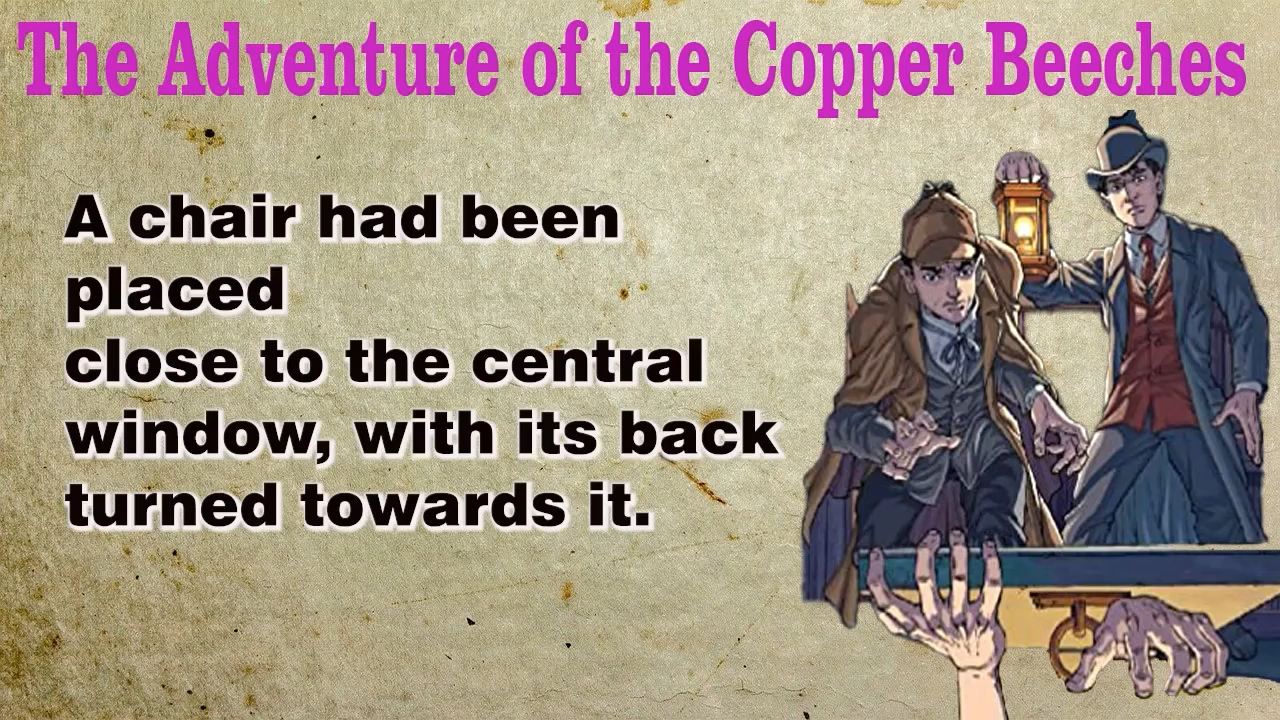 The Adventure of the Copper Beeches
A chair had been
placed
close to the central
window, with its back
turned towards it.